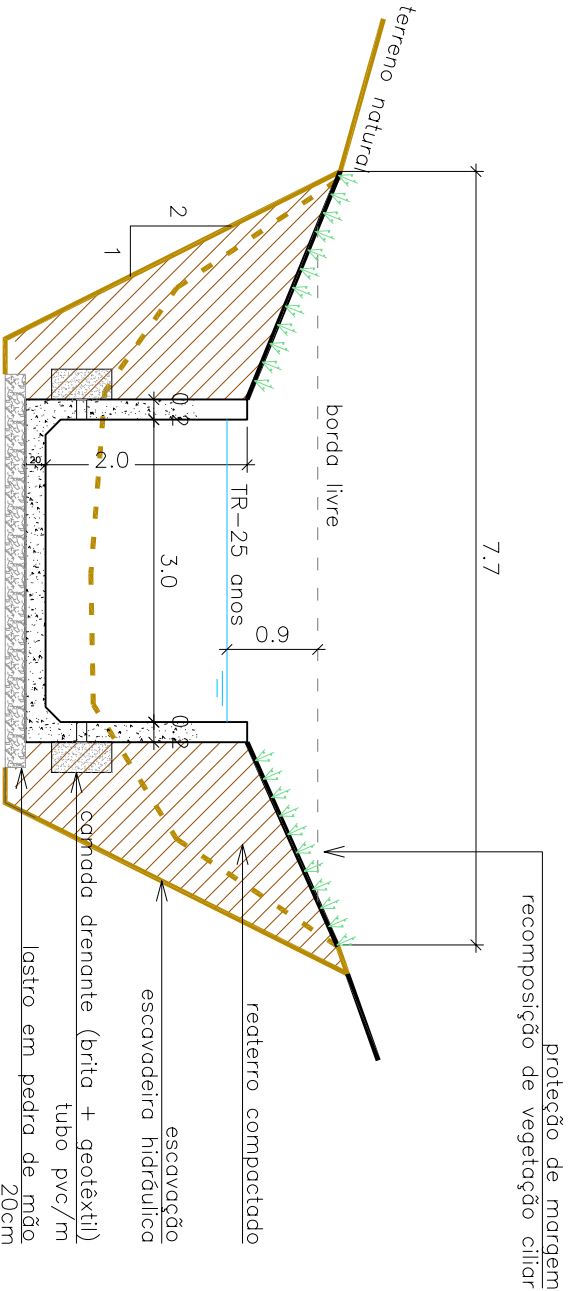 terreno natural
7.7
2
1
borda livre
TR-25 anos
0.9
0.2
2.0
20
3.0
0.2
proteção de margem
recomposição de vegetação ciliar
reaterro compactado
escavação
escavadeira hidráulica
camada drenante (brita + geotêxtil)
tubo pvc/m
lastro em pedra de mão
20cm